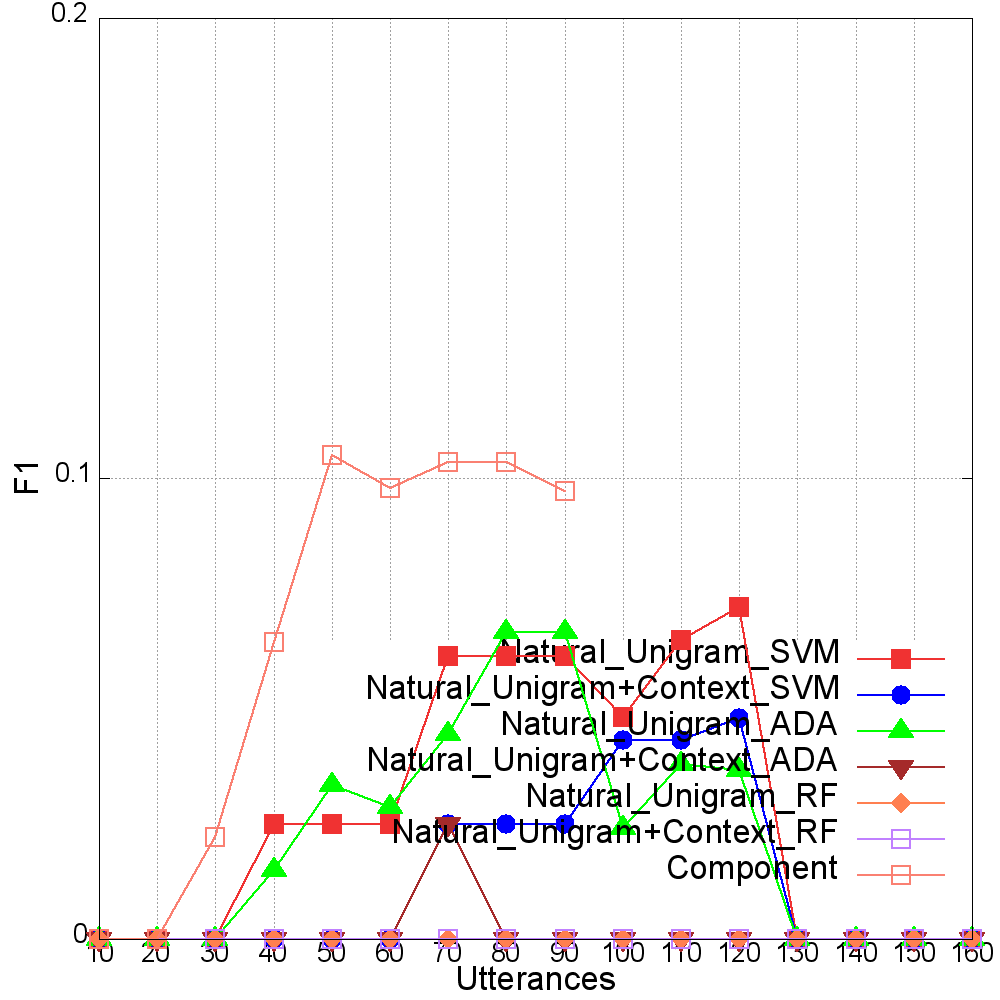 0.2
F1
0.1
0
Natural_Unigram_SVM
Natural_Unigram+Context_SVM
Natural_Unigram_ADA
Natural_Unigram+Context_ADA
Natural_Unigram_RF
Natural_Unigram+Context_RF
Component
10 20 30 40 50 60 70 80 90 100 110 120 130 140 150 160
Utterances